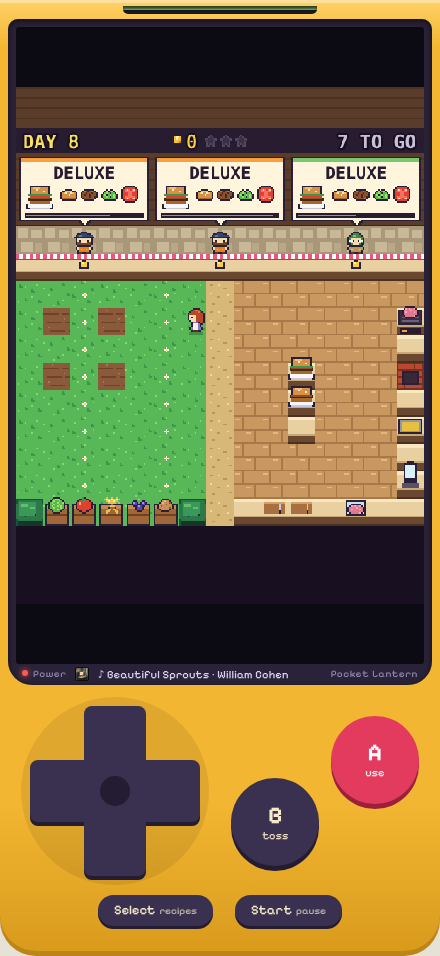 DAY 8
0
7 TO GO
DELUXE
DELUXE
DELUXE
Power
♪ Beautiful Sprouts · William Cohen
Pocket Lantern
A
use
B
toss
Select recipes
Start pause